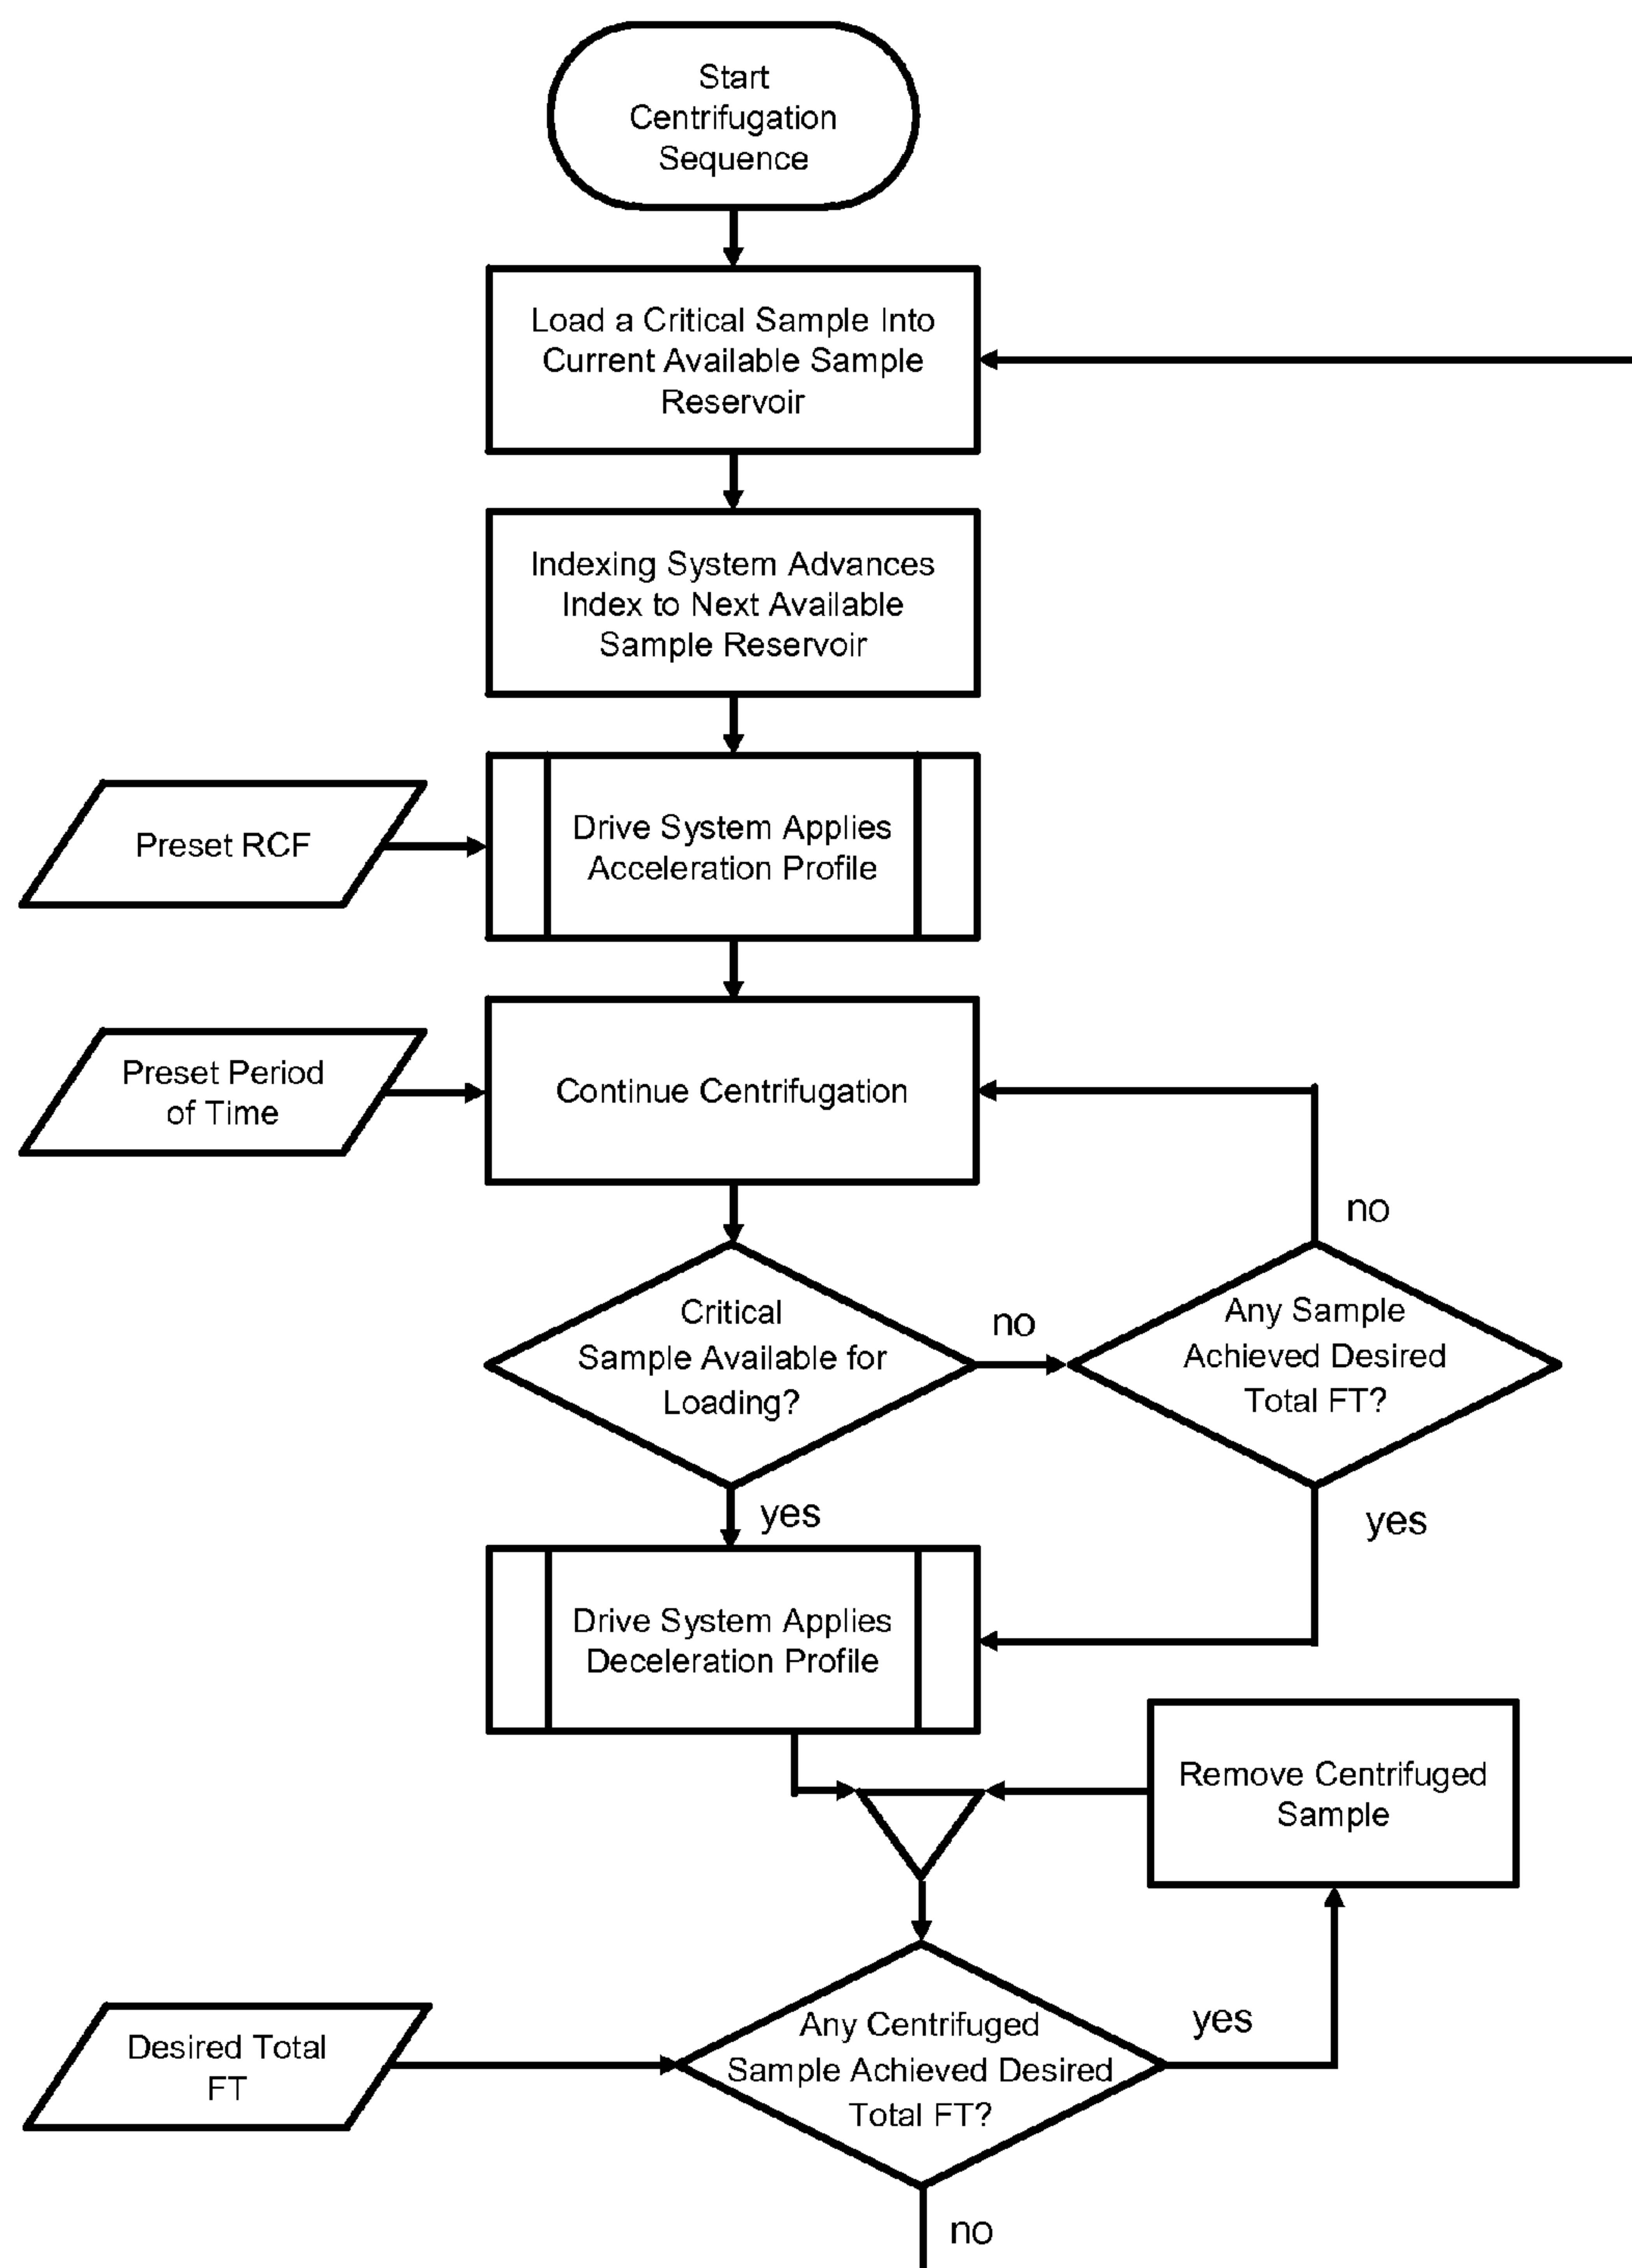 Start
Centrifugation
Sequence
Load a Critical Sample Into
Current Available Sample
Reservoir
Indexing System Advances
Index to Next Available
Sample Reservoir
Preset RCF
Drive System Applies
Acceleration Profile
Preset Period
of Time
Continue Centrifugation
no
Critical
Sample Available for
Loading?
no
Any Sample
Achieved Desired
Total FT?
yes
yes
Drive System Applies
Deceleration Profile
Remove Centrifuged
Sample
Desired Total
FT
Any Centrifuged
Sample Achieved Desired
Total FT?
yes
no